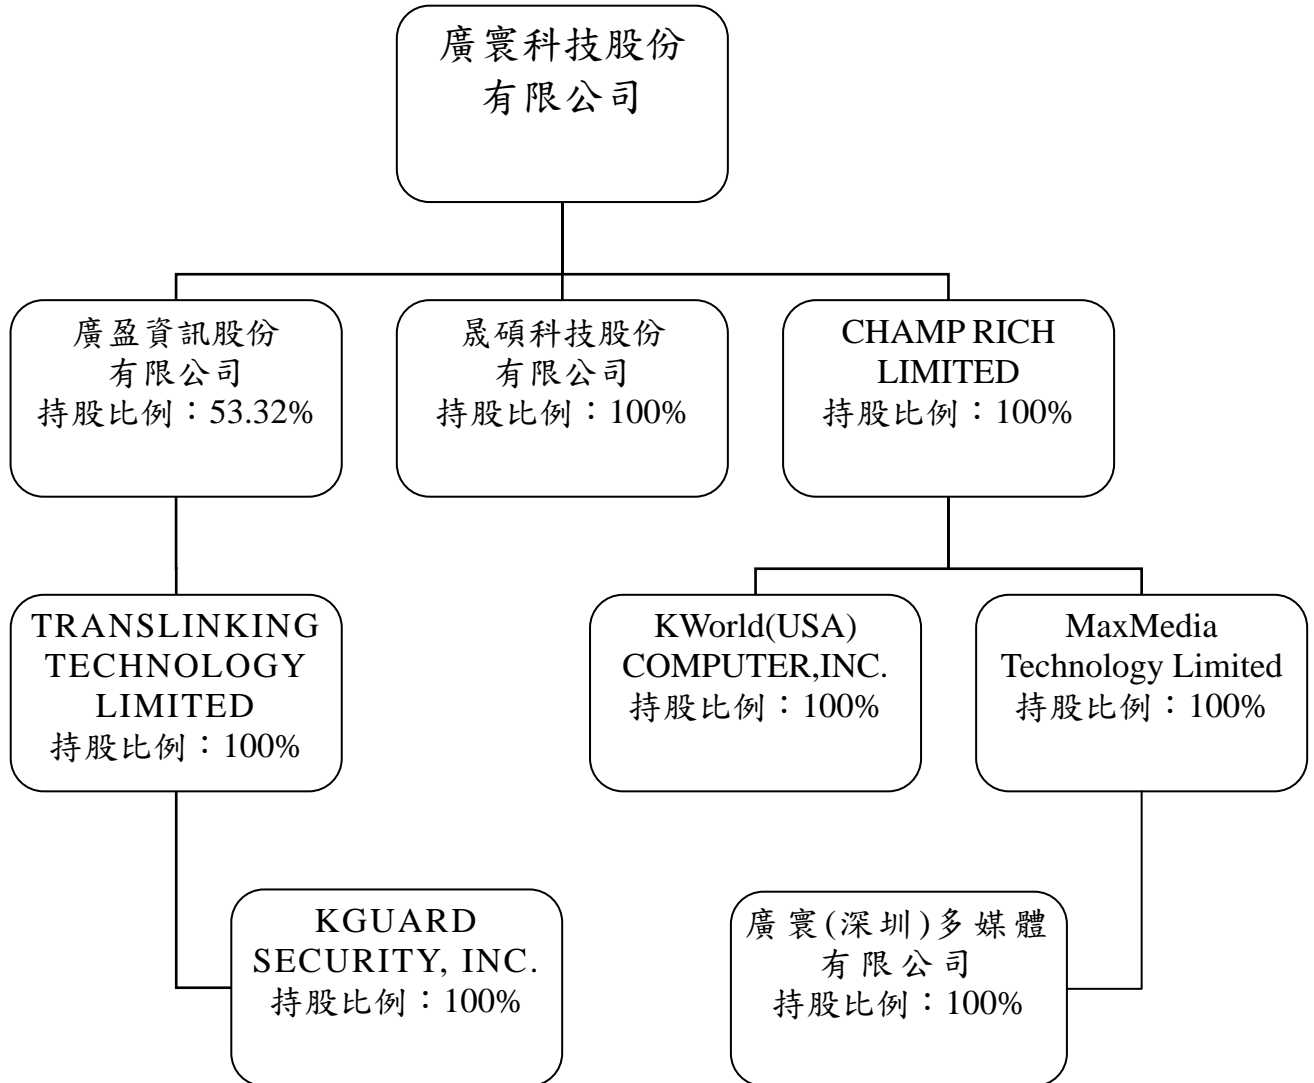 廣寰科技股份
有限公司
廣盈資訊股份
有限公司
持股比例：53.32%
晟碩科技股份
有限公司
持股比例：100%
CHAMP RICH
LIMITED
持股比例：100%
TRANSLINKING
TECHNOLOGY
LIMITED
持股比例：100%
KWorld(USA)
COMPUTER,INC.
持股比例：100%
MaxMedia
Technology Limited
持股比例：100%
KGUARD
SECURITY, INC.
持股比例：100%
廣寰(深圳)多媒體
有限公司
持股比例：100%